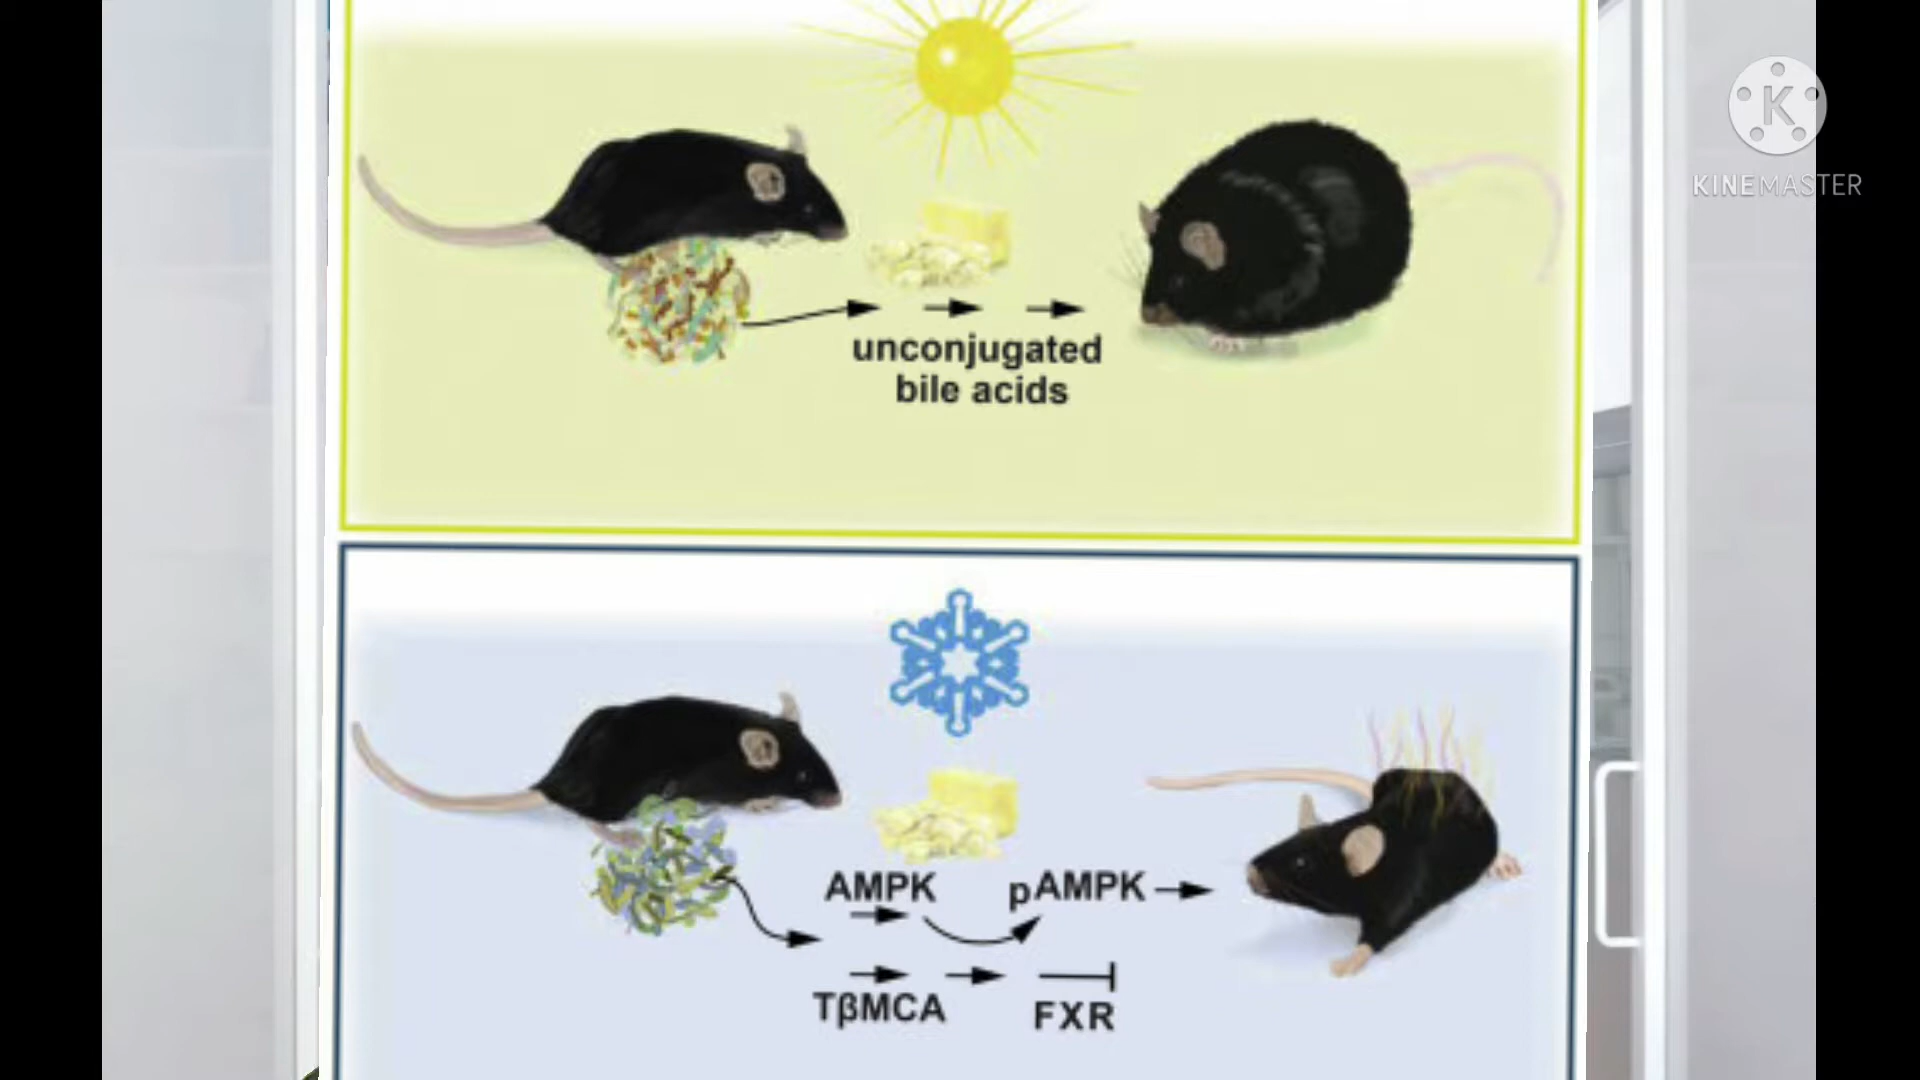 KINEMASTER
unconjugated
bile acids
AMPK
pAMPK
TβMCA
FXR